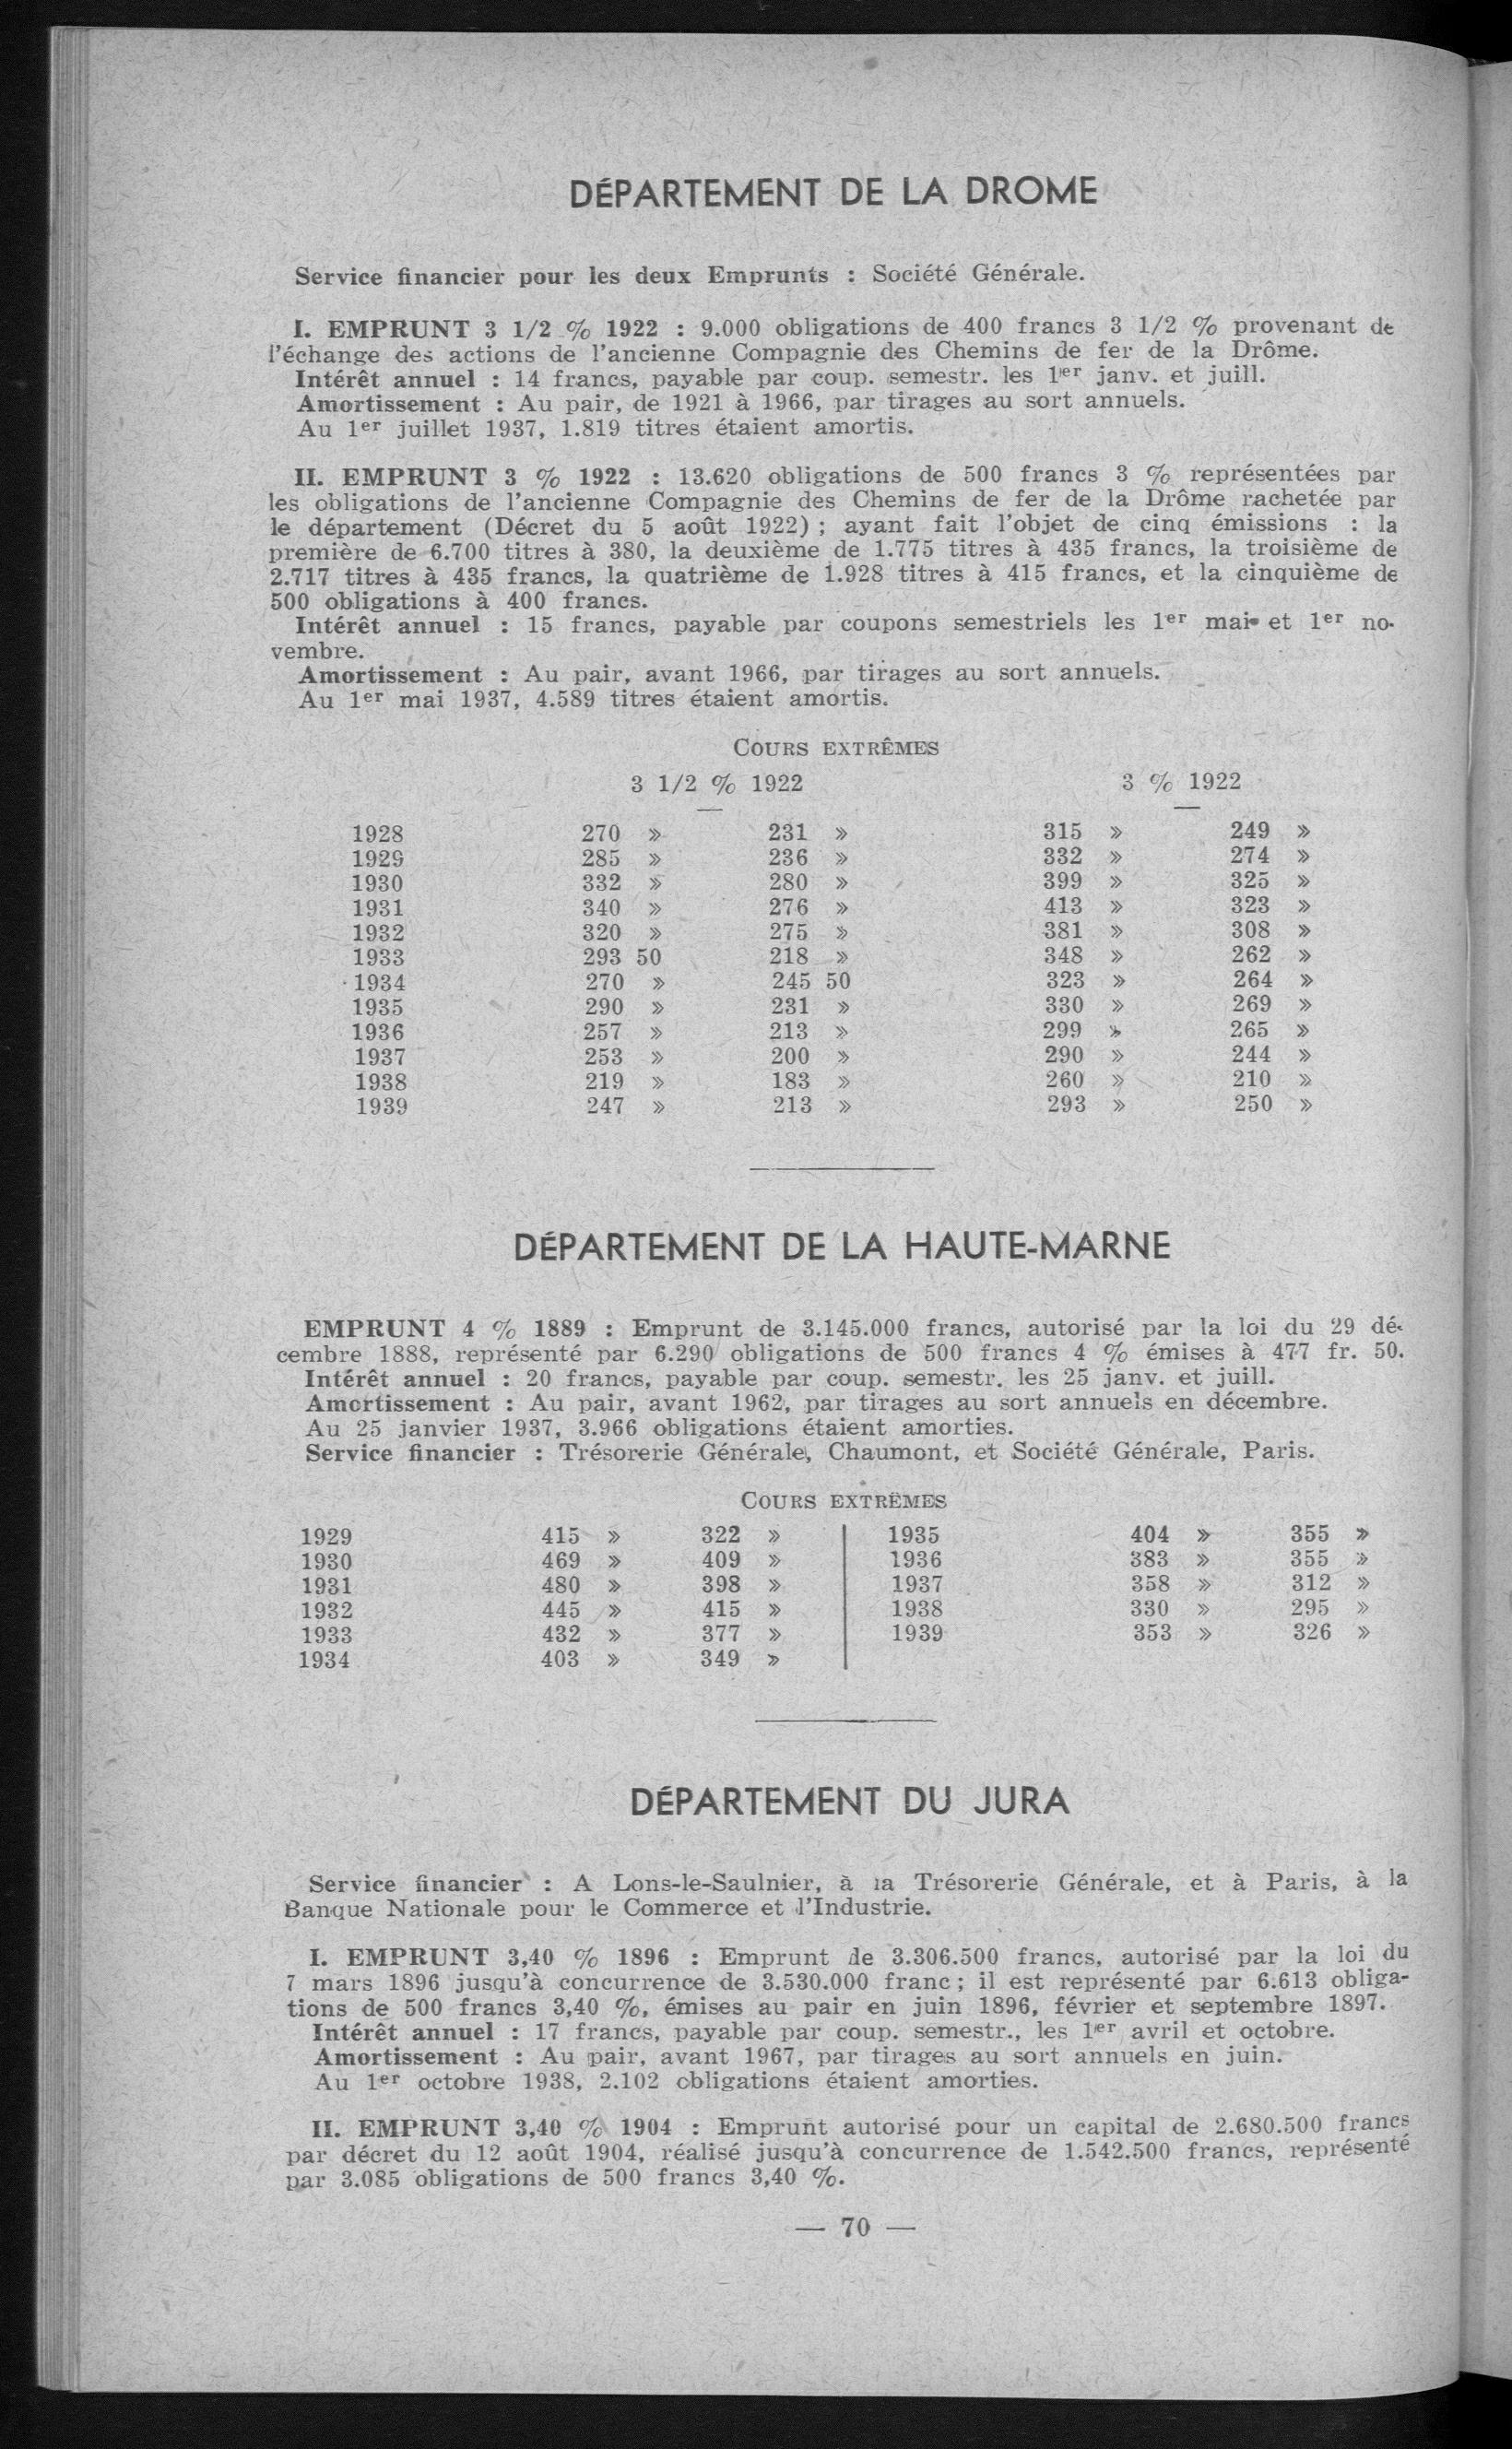 DÉPARTEMENT DE LA DROME
Service financier pour les deux Emprunts : Société Générale.
I. EMPRUNT 3 1/2 % 1922 : 9.000 obligations de 400 francs 3 1/2 % provenant de
l'échange des actions de l'ancienne Compagnie des Chemins de fer de la Drôme.
Intérêt annuel : 14 francs, payable par coup. semestr. les 1er janv. et juill.
Amortissement : Au pair, de 1921 à 1966, par tirages au sort annuels.
Au 1er juillet 1937, 1.819 titres étaient amortis.
II. EMPRUNT 3 % 1922 : 13.620 obligations de 500 francs 3 % représentées par
les obligations de l'ancienne Compagnie des Chemins de fer de la Drôme rachetée par
le département (Décret du 5 août 1922) ; ayant fait l'objet de cinq émissions : la
première de 6.700 titres à 380, la deuxième de 1.775 titres à 435 francs, la troisième de
2.717 titres à 435 francs, la quatrième de 1.928 titres à 415 francs, et la cinquième de
500 obligations à 400 francs.
Intérêt annuel : 15 francs, payable par coupons semestriels les 1er mai et 1er no-
vembre.
Amortissement : Au pair, avant 1966, par tirages au sort annuels.
Au 1er mai 1937, 4.589 titres étaient amortis.
COURS EXTRÊMES
3 1/2 % 1922 3 % 1922
1928 270 » 231 » 315 » 249 »
1929 285 » 236 » 332 » 274 »
1930 332 » 280 » 399 » 325 »
1931 340 » 276 » 413 » 323 »
1932 320 » 275 » 381 » 308 »
1933 293 50 218 » 348 » 262 »
1934 270 » 245 50 323 » 264 »
1935 290 » 231 » 330 » 269 »
1936 257 » 213 » 299 » 265 »
1937 253 » 200 » 290 » 244 »
1938 219 » 183 » 260 » 210 »
1939 247 » 213 » 293 » 250 »
DÉPARTEMENT DE LA HAUTE-MARNE
EMPRUNT 4 % 1889 : Emprunt de 3.145.000 francs, autorisé par la loi du 29 dé-
cembre 1888, représenté par 6.290 obligations de 500 francs 4 % émises à 477 fr. 50.
Intérêt annuel : 20 francs, payable par coup. semestr. les 25 janv. et juill.
Amortissement : Au pair, avant 1962, par tirages au sort annuels en décembre.
Au 25 janvier 1937, 3.966 obligations étaient amorties.
Service financier : Trésorerie Générale, Chaumont, et Société Générale, Paris.
COURS EXTRÊMES
1929 415 » 322 » 1935 404 » 355 »
1930 469 » 409 » 1936 383 » 355 »
1931 480 » 398 » 1937 358 » 312 »
1932 445 » 415 » 1938 330 » 295 »
1933 432 » 377 » 1939 353 » 326 »
1934 403 » 349 »
DÉPARTEMENT DU JURA
Service financier : A Lons-le-Saulnier, à la Trésorerie Générale, et à Paris, à la
Banque Nationale pour le Commerce et l'Industrie.
I. EMPRUNT 3,40 % 1896 : Emprunt de 3.306.500 francs, autorisé par la loi du
7 mars 1896 jusqu'à concurrence de 3.530.000 franc ; il est représenté par 6.613 obliga-
tions de 500 francs 3,40 %, émises au pair en juin 1896, février et septembre 1897.
Intérêt annuel : 17 francs, payable par coup. semestr., les 1er avril et octobre.
Amortissement : Au pair, avant 1967, par tirages au sort annuels en juin.
Au 1er octobre 1938, 2.102 obligations étaient amorties.
II. EMPRUNT 3,40 % 1904 : Emprunt autorisé pour un capital de 2.680.500 francs
par décret du 12 août 1904, réalisé jusqu'à concurrence de 1.542.500 francs, représenté
par 3.085 obligations de 500 francs 3,40 %.
— 70 —